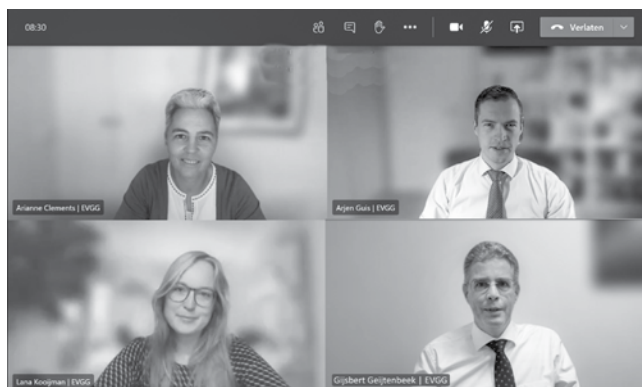 08:30
Verlaten
Arianne Clements | EVGG
Arjen Guis | EVGG
Lana Kooijman | EVGG
Gijsbert Geijtenbeek | EVGG